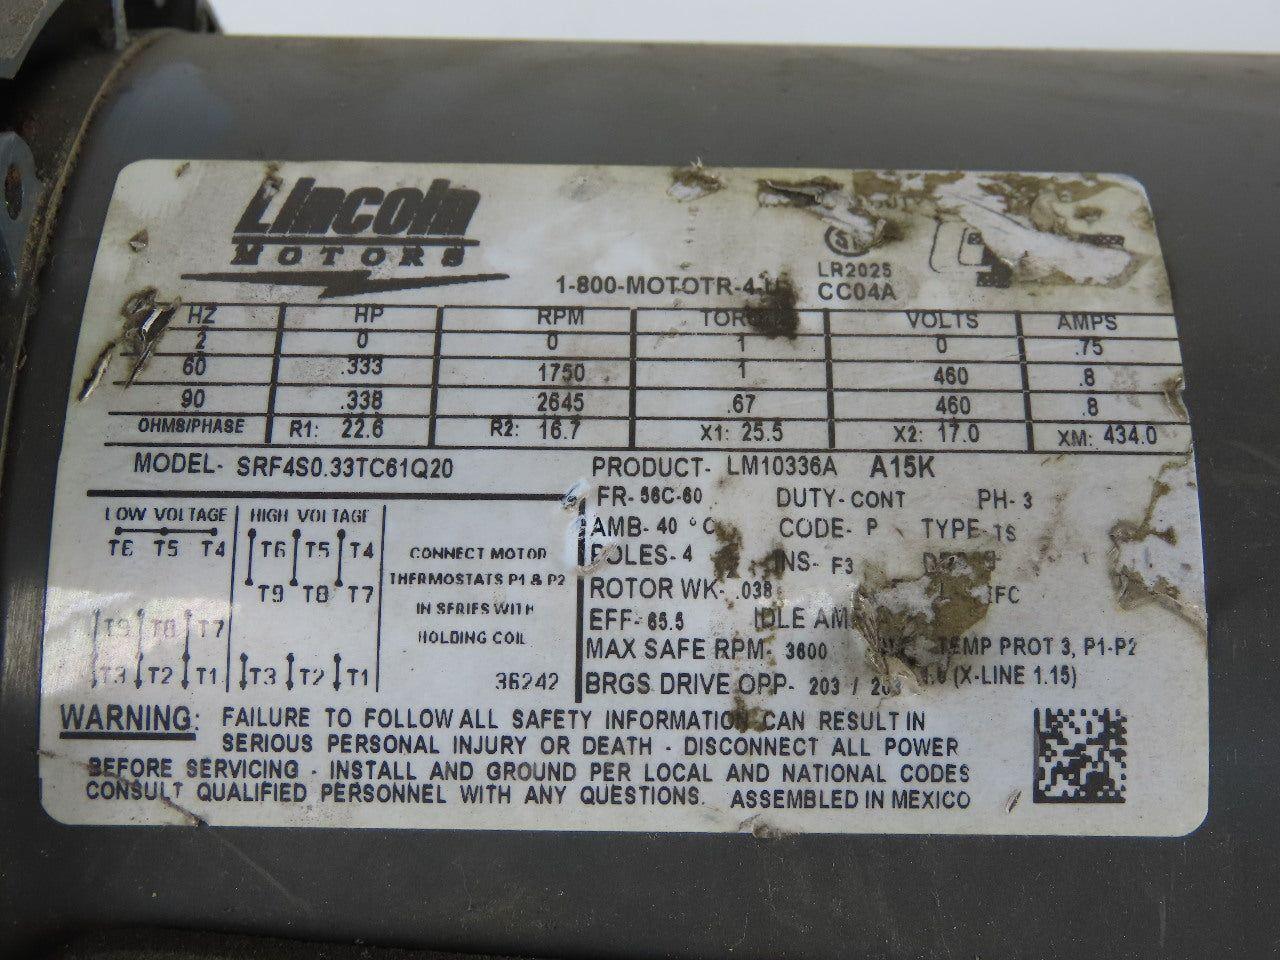 Lincoln
MOTORS
1-800-MOTOTR-4-U
LR2025
CC04A
HZ HP RPM VOLTS AMPS
2 0 0 1 0 .75
60 .333 1750 1 460 .8
90 .338 2645 .67 460 .8
OHMS/PHASE R1: 22.6 R2: 16.7 X1: 25.5 X2: 17.0 XM: 434.0
MODEL- SRF4S0.33TC61Q20 PRODUCT- LM10336A A15K
FR- 56C-60 DUTY- CONT PH- 3
AMB- 40 °C CODE- P TYPE- TS
POLES- 4 INS- F3
ROTOR WK- .038
EFF- 65.5 IDLE
MAX SAFE RPM- 3600 TEMP PROT 3, P1-P2
BRGS DRIVE OPP- 203 / (X-LINE 1.15)
LOW VOLTAGE
T6 T5 T4
T9 T8 T7
T3 T2 T1
HIGH VOLTAGE
T6 T5 T4
T9 T8 T7
T3 T2 T1
CONNECT MOTOR
THERMOSTATS P1 & P2
IN SERIES WITH
HOLDING COIL
36242
WARNING: FAILURE TO FOLLOW ALL SAFETY INFORMATION CAN RESULT IN
SERIOUS PERSONAL INJURY OR DEATH - DISCONNECT ALL POWER
BEFORE SERVICING - INSTALL AND GROUND PER LOCAL AND NATIONAL CODES
CONSULT QUALIFIED PERSONNEL WITH ANY QUESTIONS. ASSEMBLED IN MEXICO